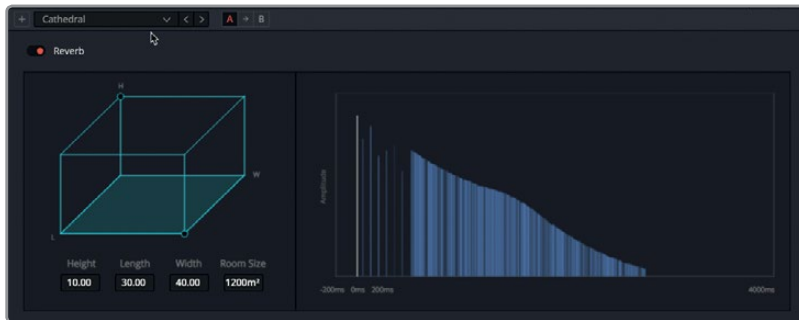 + Cathedral < > A → B
Reverb
H
W
L
Height Length Width Room Size
10.00 30.00 40.00 1200m²
Amplitude
-200ms 0ms 200ms 4000ms